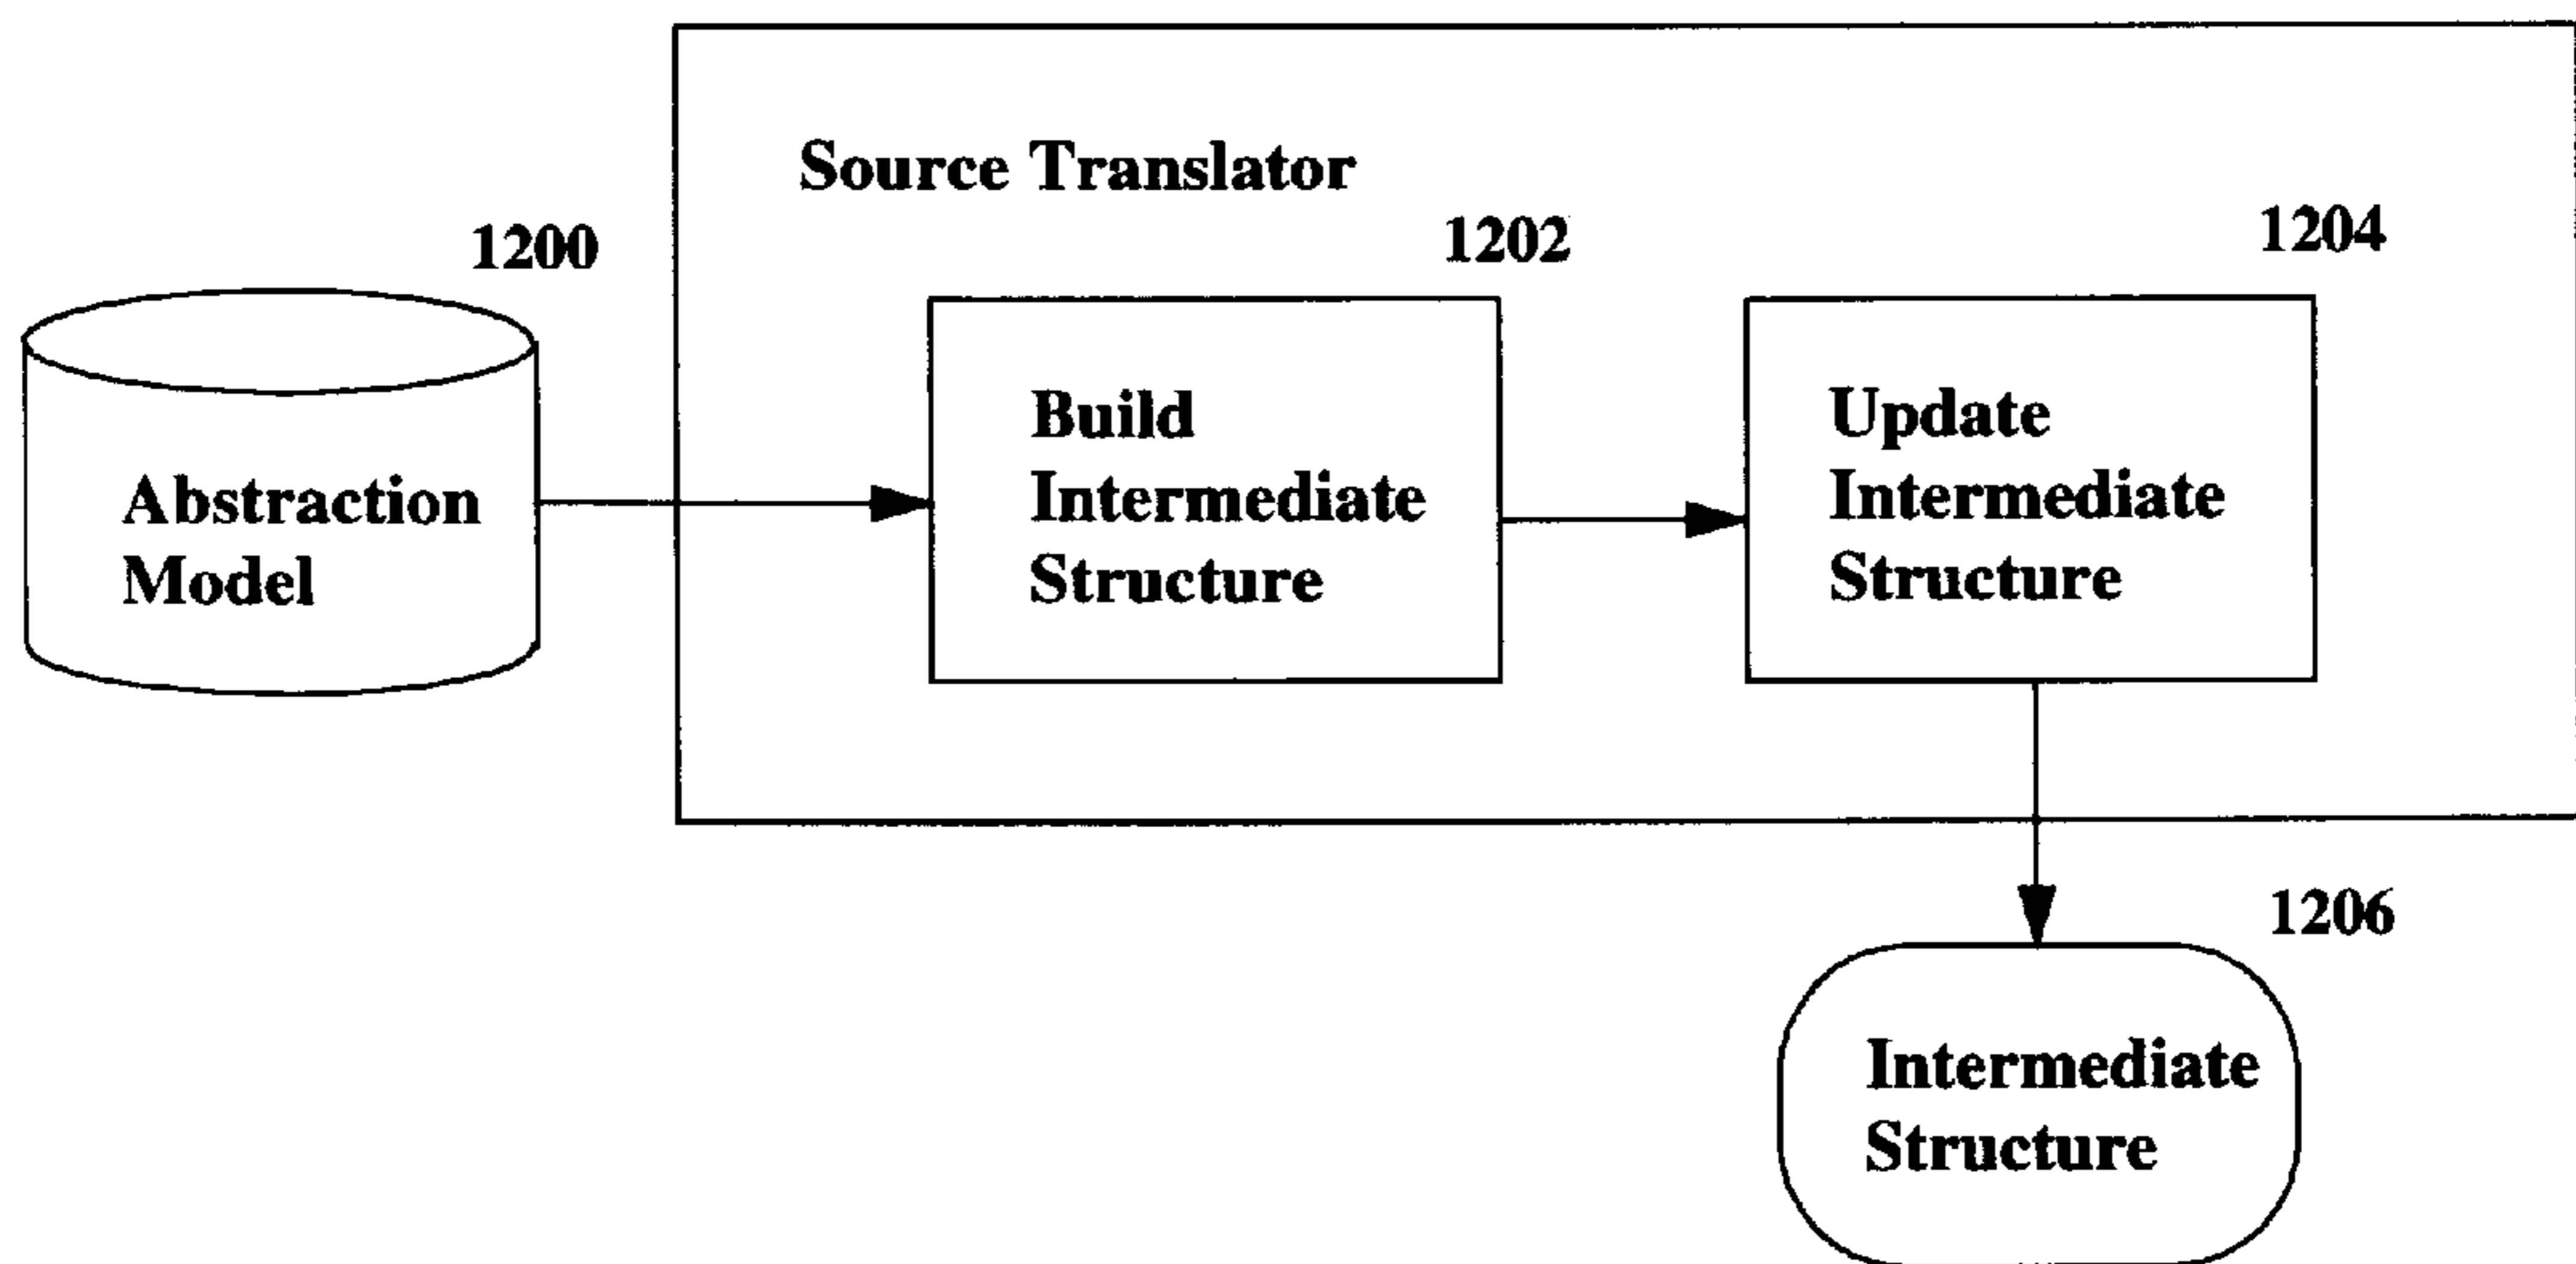 Source Translator
1200
1202
1204
Abstraction
Model
Build
Intermediate
Structure
Update
Intermediate
Structure
1206
Intermediate
Structure